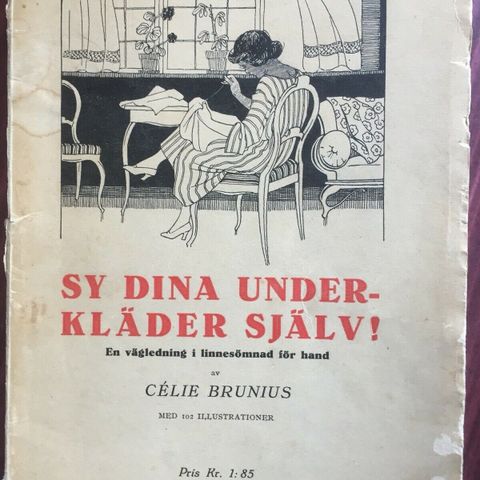 SY DINA UNDER-
KLÄDER SJÄLV!
En vägledning i linnesömnad för hand
av
CÉLIE BRUNIUS
MED 102 ILLUSTRATIONER
Pris Kr. 1:85